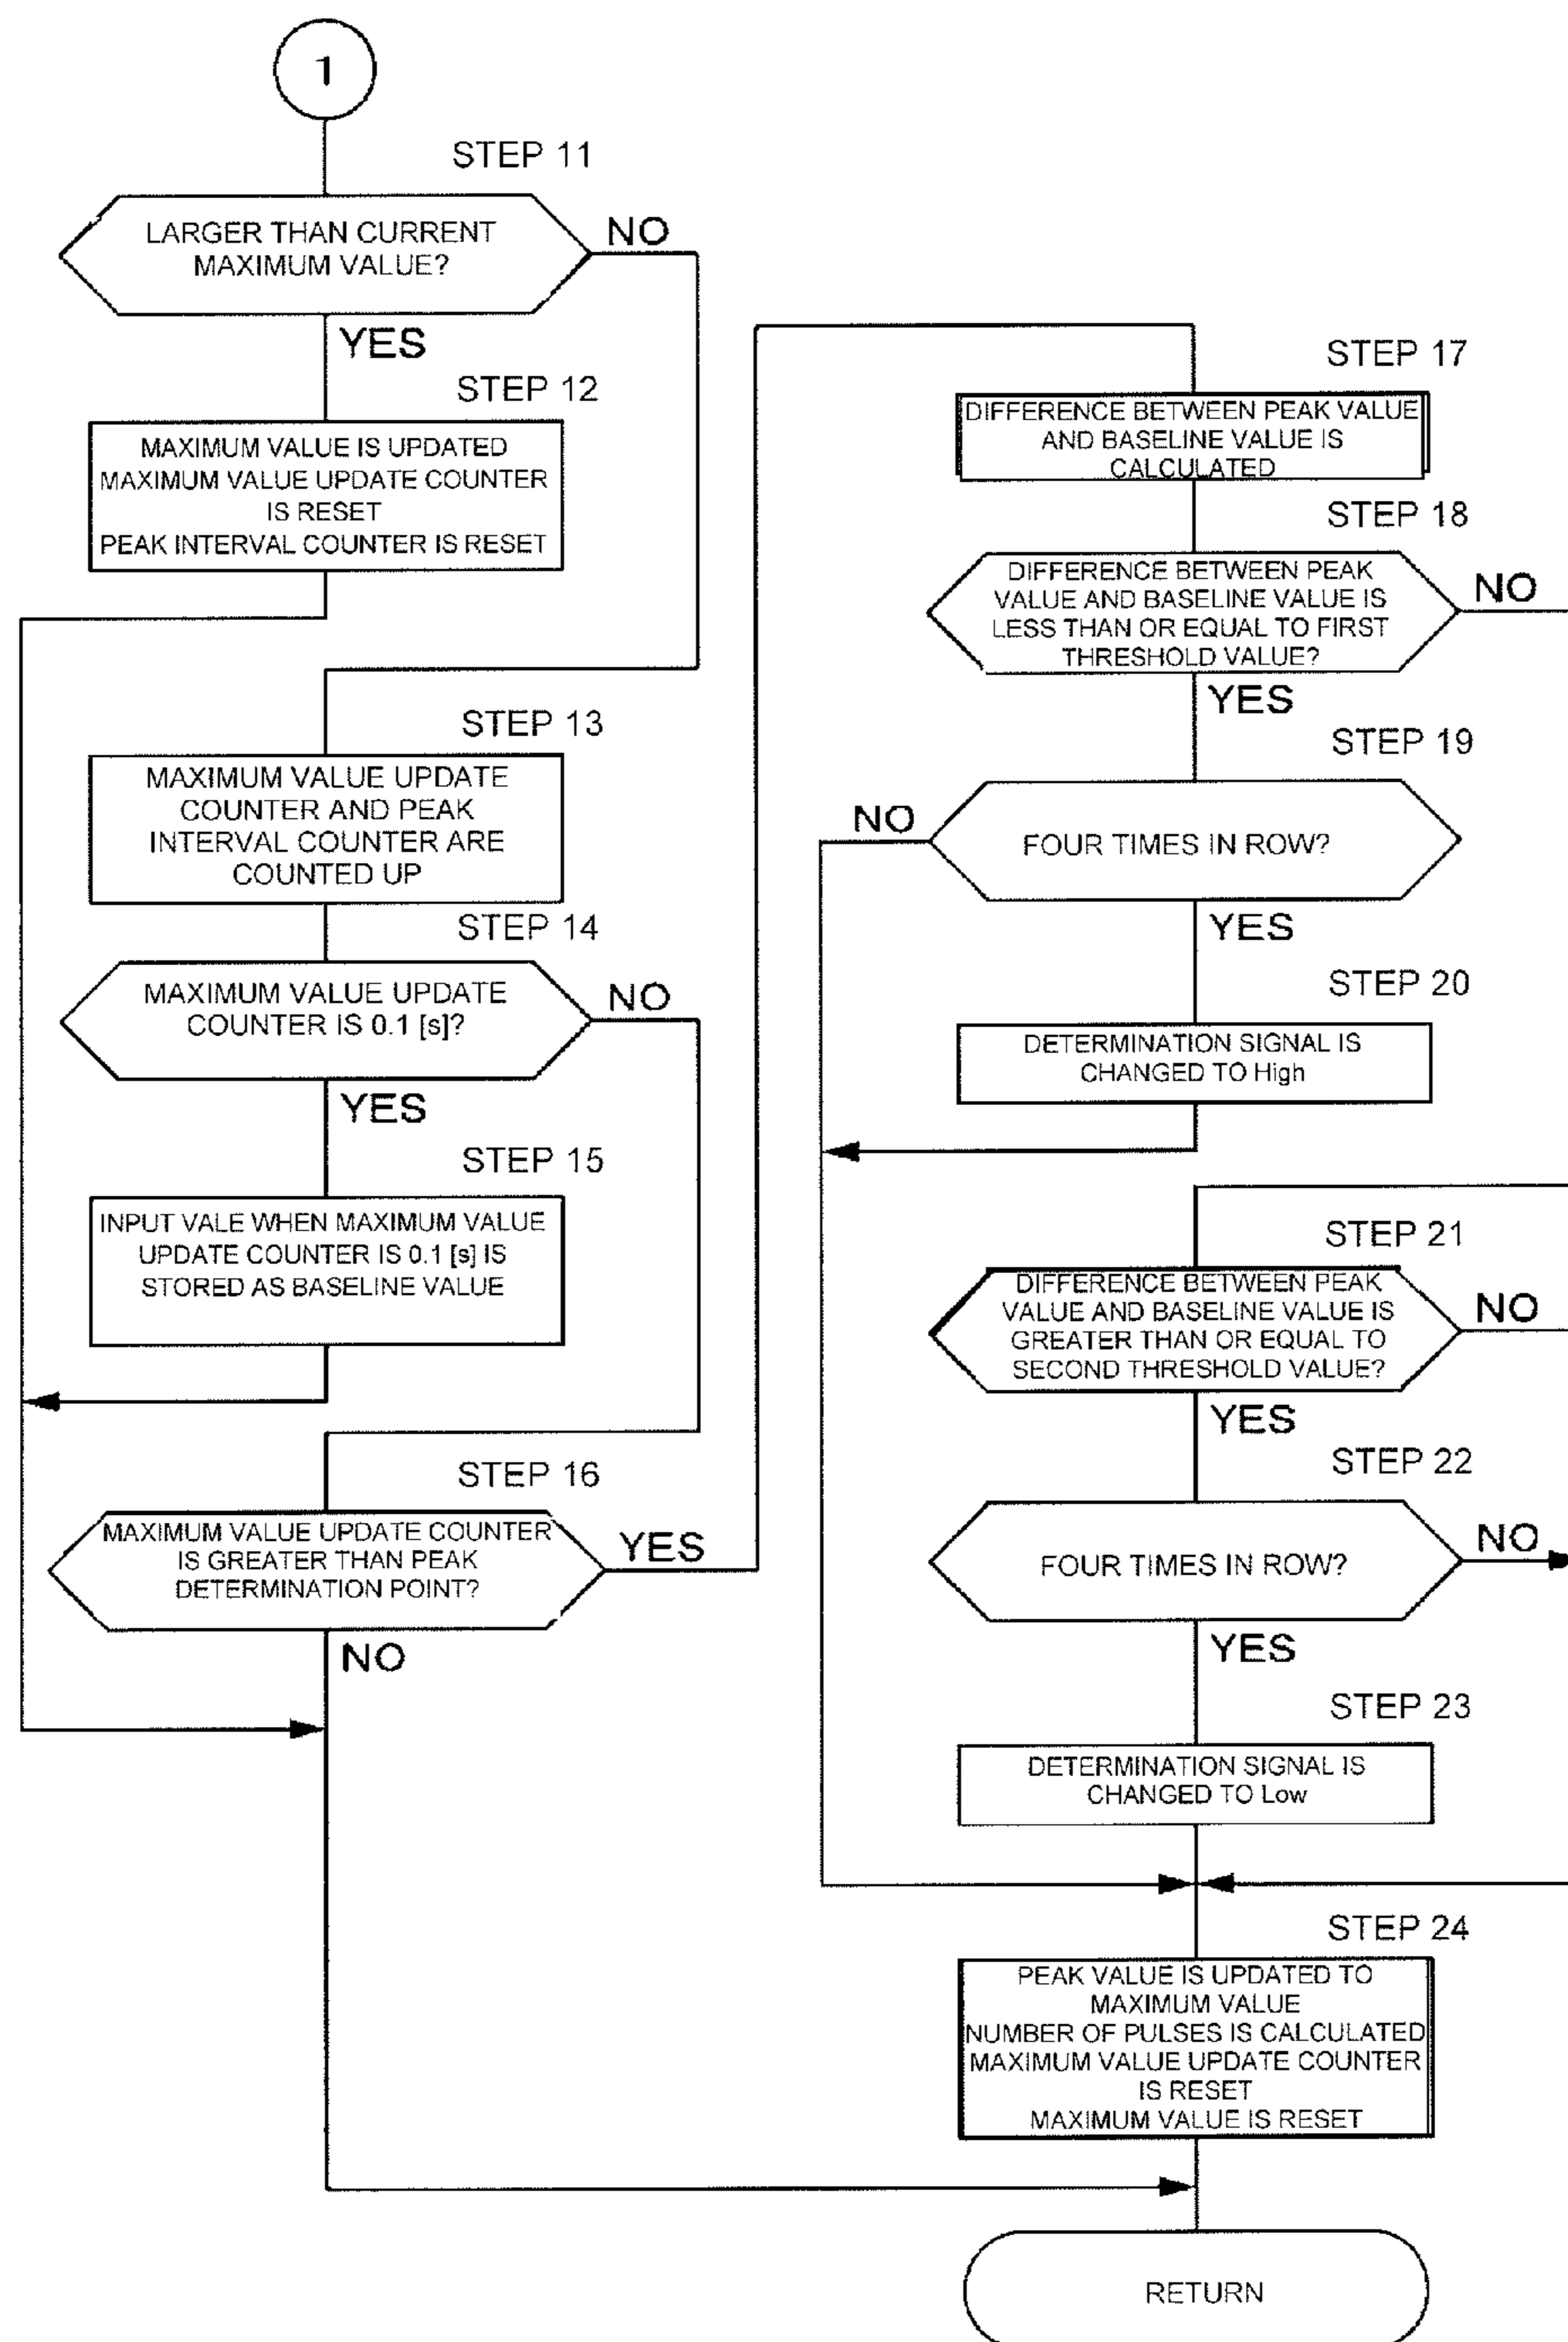 1
STEP 11
LARGER THAN CURRENT
MAXIMUM VALUE?
NO
YES
STEP 12
MAXIMUM VALUE IS UPDATED
MAXIMUM VALUE UPDATE COUNTER
IS RESET
PEAK INTERVAL COUNTER IS RESET
STEP 13
MAXIMUM VALUE UPDATE
COUNTER AND PEAK
INTERVAL COUNTER ARE
COUNTED UP
STEP 14
MAXIMUM VALUE UPDATE
COUNTER IS 0.1 [s]?
NO
YES
STEP 15
INPUT VALE WHEN MAXIMUM VALUE
UPDATE COUNTER IS 0.1 [s] IS
STORED AS BASELINE VALUE
STEP 16
MAXIMUM VALUE UPDATE COUNTER
IS GREATER THAN PEAK
DETERMINATION POINT?
YES
NO
STEP 17
DIFFERENCE BETWEEN PEAK VALUE
AND BASELINE VALUE IS
CALCULATED
STEP 18
DIFFERENCE BETWEEN PEAK
VALUE AND BASELINE VALUE IS
LESS THAN OR EQUAL TO FIRST
THRESHOLD VALUE?
NO
YES
STEP 19
NO
FOUR TIMES IN ROW?
YES
STEP 20
DETERMINATION SIGNAL IS
CHANGED TO High
STEP 21
DIFFERENCE BETWEEN PEAK
VALUE AND BASELINE VALUE IS
GREATER THAN OR EQUAL TO
SECOND THRESHOLD VALUE?
NO
YES
STEP 22
FOUR TIMES IN ROW?
NO
YES
STEP 23
DETERMINATION SIGNAL IS
CHANGED TO Low
STEP 24
PEAK VALUE IS UPDATED TO
MAXIMUM VALUE
NUMBER OF PULSES IS CALCULATED
MAXIMUM VALUE UPDATE COUNTER
IS RESET
MAXIMUM VALUE IS RESET
RETURN